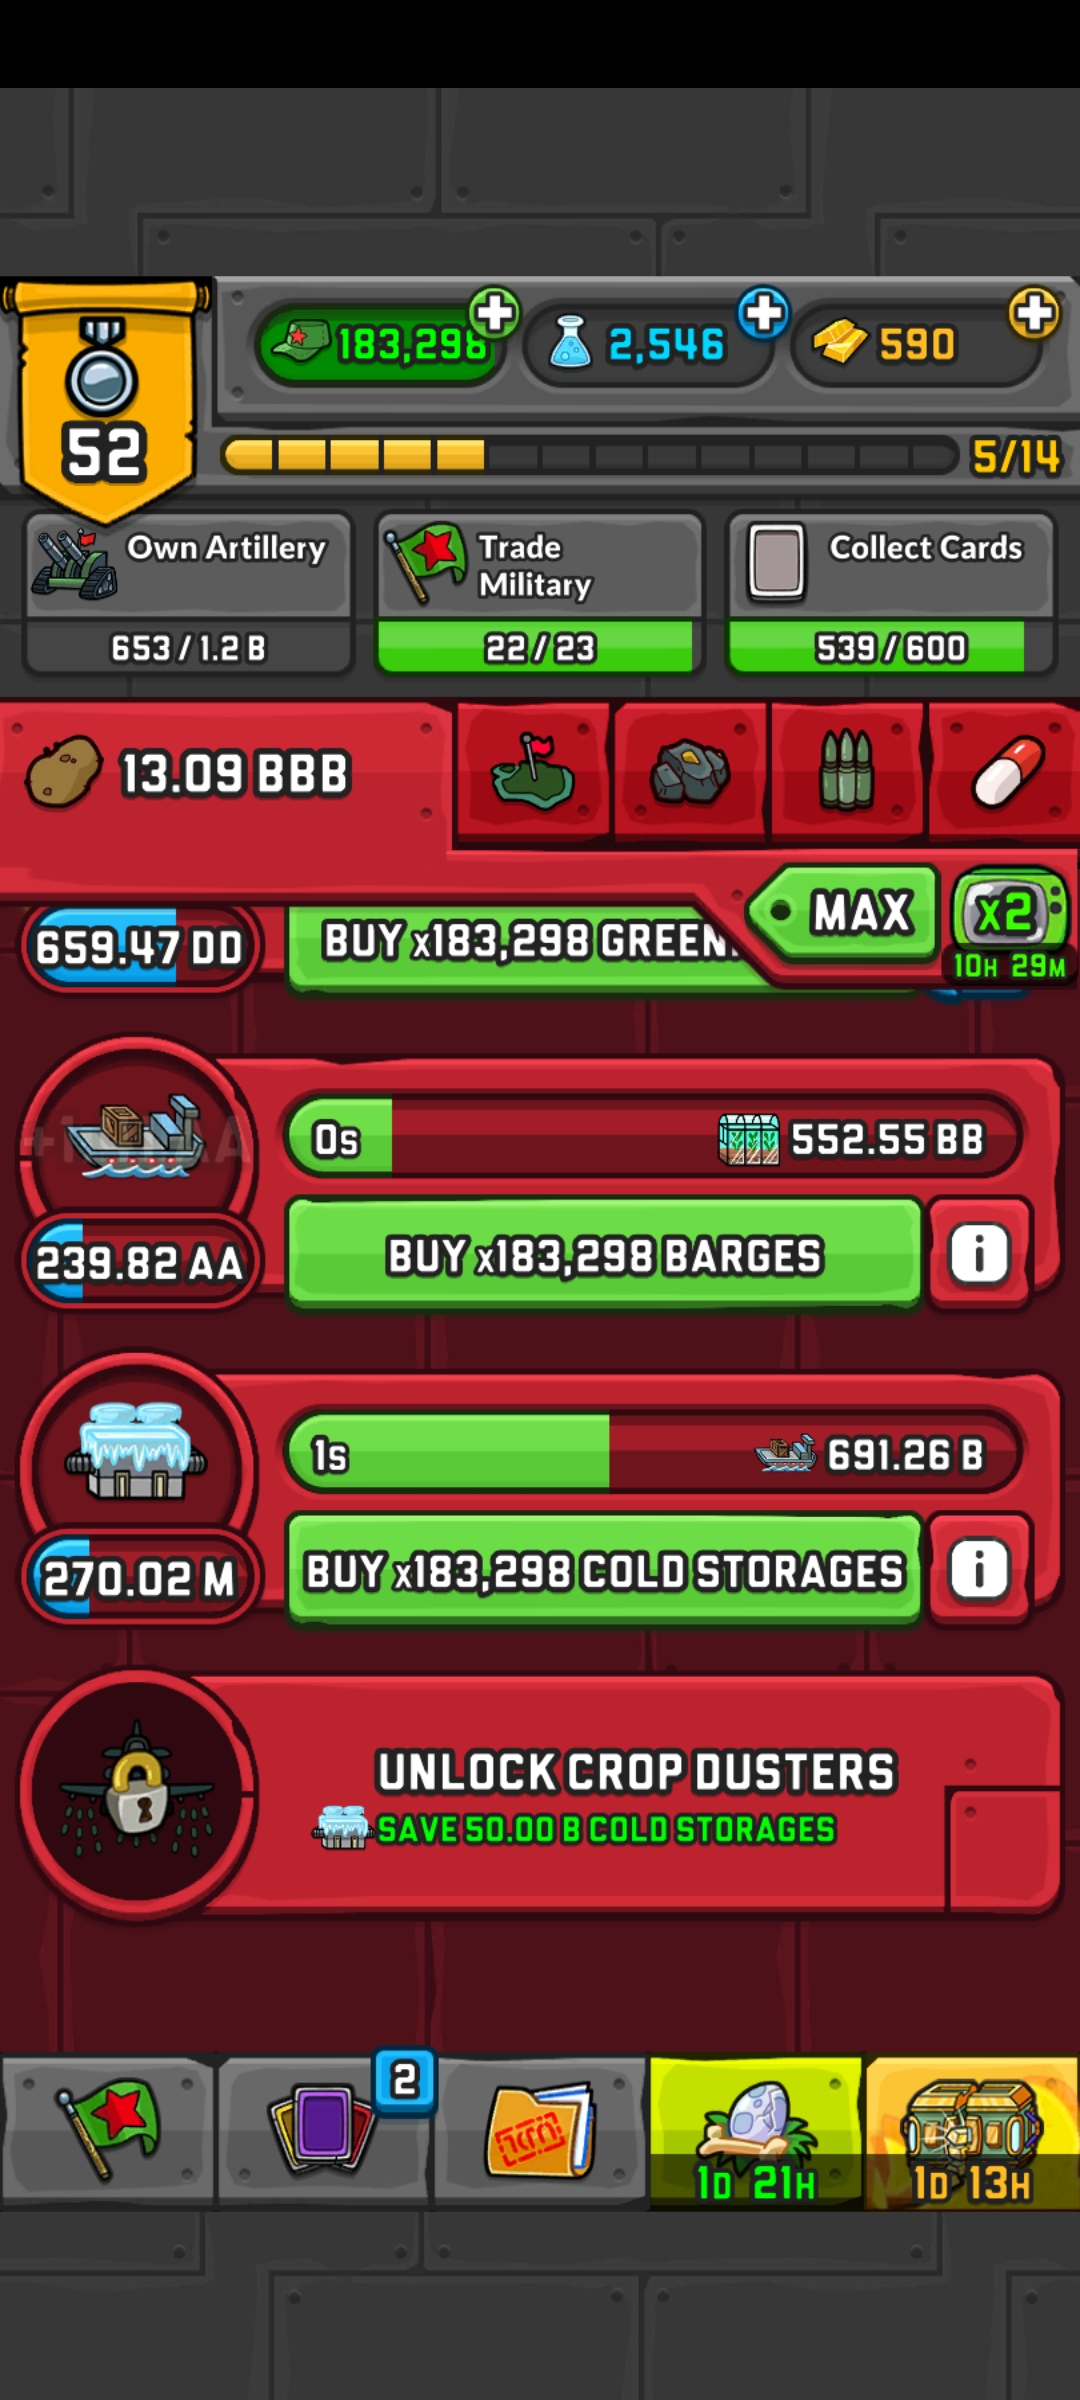 183,298
2,546
590
52
5/14
Own Artillery
653 / 1.2 B
Trade
Military
22 / 23
Collect Cards
539 / 600
13.09 BBB
MAX
x2
10H 29M
659.47 DD
BUY x183,298 GREEN
0s
552.55 BB
239.82 AA
BUY x183,298 BARGES
i
1s
691.26 B
270.02 M
BUY x183,298 COLD STORAGES
i
UNLOCK CROP DUSTERS
SAVE 50.00 B COLD STORAGES
2
1D 21H
1D 13H